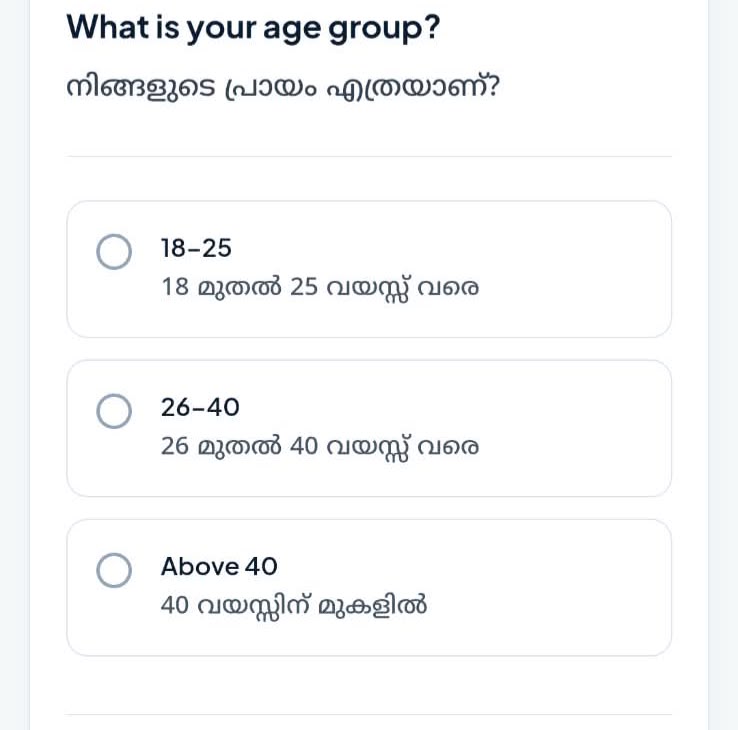 What is your age group?
നിങ്ങളുടെ പ്രായം എത്രയാണ്?
18–25
18 മുതൽ 25 വയസ്സ് വരെ
26–40
26 മുതൽ 40 വയസ്സ് വരെ
Above 40
40 വയസ്സിന് മുകളിൽ